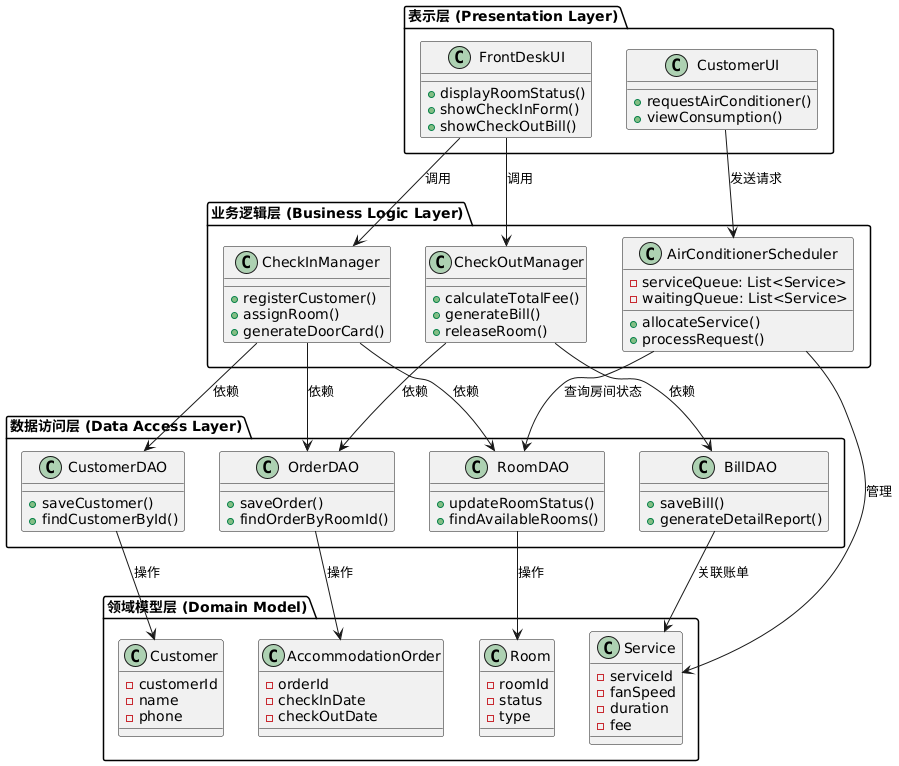 表示层 (Presentation Layer)
C FrontDeskUI
displayRoomStatus()
showCheckInForm()
showCheckOutBill()
C CustomerUI
requestAirConditioner()
viewConsumption()
调用
调用
发送请求
业务逻辑层 (Business Logic Layer)
C CheckInManager
registerCustomer()
assignRoom()
generateDoorCard()
C CheckOutManager
calculateTotalFee()
generateBill()
releaseRoom()
C AirConditionerScheduler
serviceQueue: List<Service>
waitingQueue: List<Service>
allocateService()
processRequest()
依赖
依赖
依赖
依赖
查询房间状态
依赖
管理
数据访问层 (Data Access Layer)
C CustomerDAO
saveCustomer()
findCustomerById()
C OrderDAO
saveOrder()
findOrderByRoomId()
C RoomDAO
updateRoomStatus()
findAvailableRooms()
C BillDAO
saveBill()
generateDetailReport()
操作
操作
操作
关联账单
领域模型层 (Domain Model)
C Customer
customerId
name
phone
C AccommodationOrder
orderId
checkInDate
checkOutDate
C Room
roomId
status
type
C Service
serviceId
fanSpeed
duration
fee